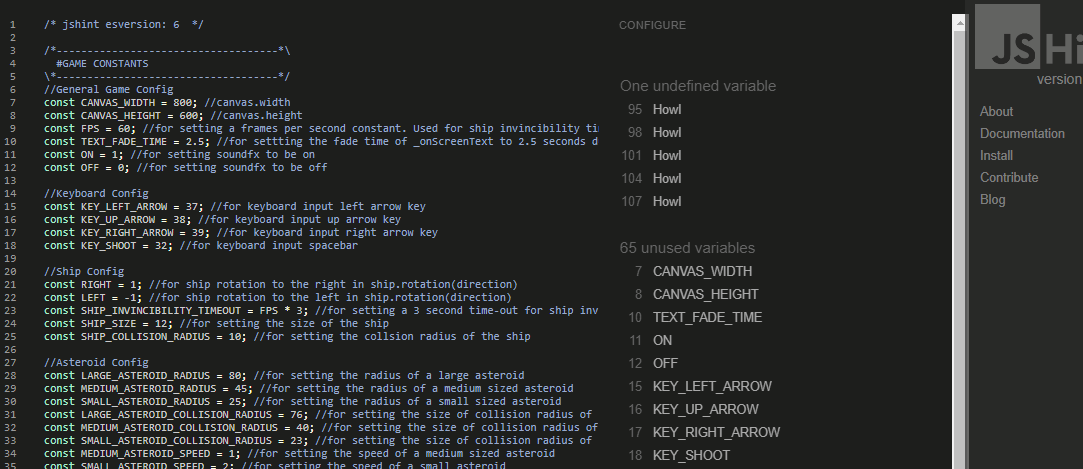 1 /* jshint esversion: 6  */
2
3 /*------------------------------------*\
4   #GAME CONSTANTS
5 \*------------------------------------*/
6 //General Game Config
7 const CANVAS_WIDTH = 800; //canvas.width
8 const CANVAS_HEIGHT = 600; //canvas.height
9 const FPS = 60; //for setting a frames per second constant. Used for ship invincibility ti
10 const TEXT_FADE_TIME = 2.5; //for settting the fade time of _onScreenText to 2.5 seconds d
11 const ON = 1; //for setting soundfx to be on
12 const OFF = 0; //for setting soundfx to be off
13
14 //Keyboard Config
15 const KEY_LEFT_ARROW = 37; //for keyboard input left arrow key
16 const KEY_UP_ARROW = 38; //for keyboard input up arrow key
17 const KEY_RIGHT_ARROW = 39; //for keyboard input right arrow key
18 const KEY_SHOOT = 32; //for keyboard input spacebar
19
20 //Ship Config
21 const RIGHT = 1; //for ship rotation to the right in ship.rotation(direction)
22 const LEFT = -1; //for ship rotation to the left in ship.rotation(direction)
23 const SHIP_INVINCIBILITY_TIMEOUT = FPS * 3; //for setting a 3 second time-out for ship inv
24 const SHIP_SIZE = 12; //for setting the size of the ship
25 const SHIP_COLLISION_RADIUS = 10; //for setting the collsion radius of the ship
26
27 //Asteroid Config
28 const LARGE_ASTEROID_RADIUS = 80; //for setting the radius of a large asteroid
29 const MEDIUM_ASTEROID_RADIUS = 45; //for setting the radius of a medium sized asteroid
30 const SMALL_ASTEROID_RADIUS = 25; //for setting the radius of a small sized asteroid
31 const LARGE_ASTEROID_COLLISION_RADIUS = 76; //for setting the size of collision radius of
32 const MEDIUM_ASTEROID_COLLISION_RADIUS = 40; //for setting the size of collision radius of
33 const SMALL_ASTEROID_COLLISION_RADIUS = 23; //for setting the size of collision radius of
34 const MEDIUM_ASTEROID_SPEED = 1; //for setting the speed of a medium sized asteroid
35 const SMALL_ASTEROID_SPEED = 2; //for setting the speed of a small asteroid
CONFIGURE
One undefined variable
95 Howl
98 Howl
101 Howl
104 Howl
107 Howl
65 unused variables
7 CANVAS_WIDTH
8 CANVAS_HEIGHT
10 TEXT_FADE_TIME
11 ON
12 OFF
15 KEY_LEFT_ARROW
16 KEY_UP_ARROW
17 KEY_RIGHT_ARROW
18 KEY_SHOOT
JSHi
version
About
Documentation
Install
Contribute
Blog